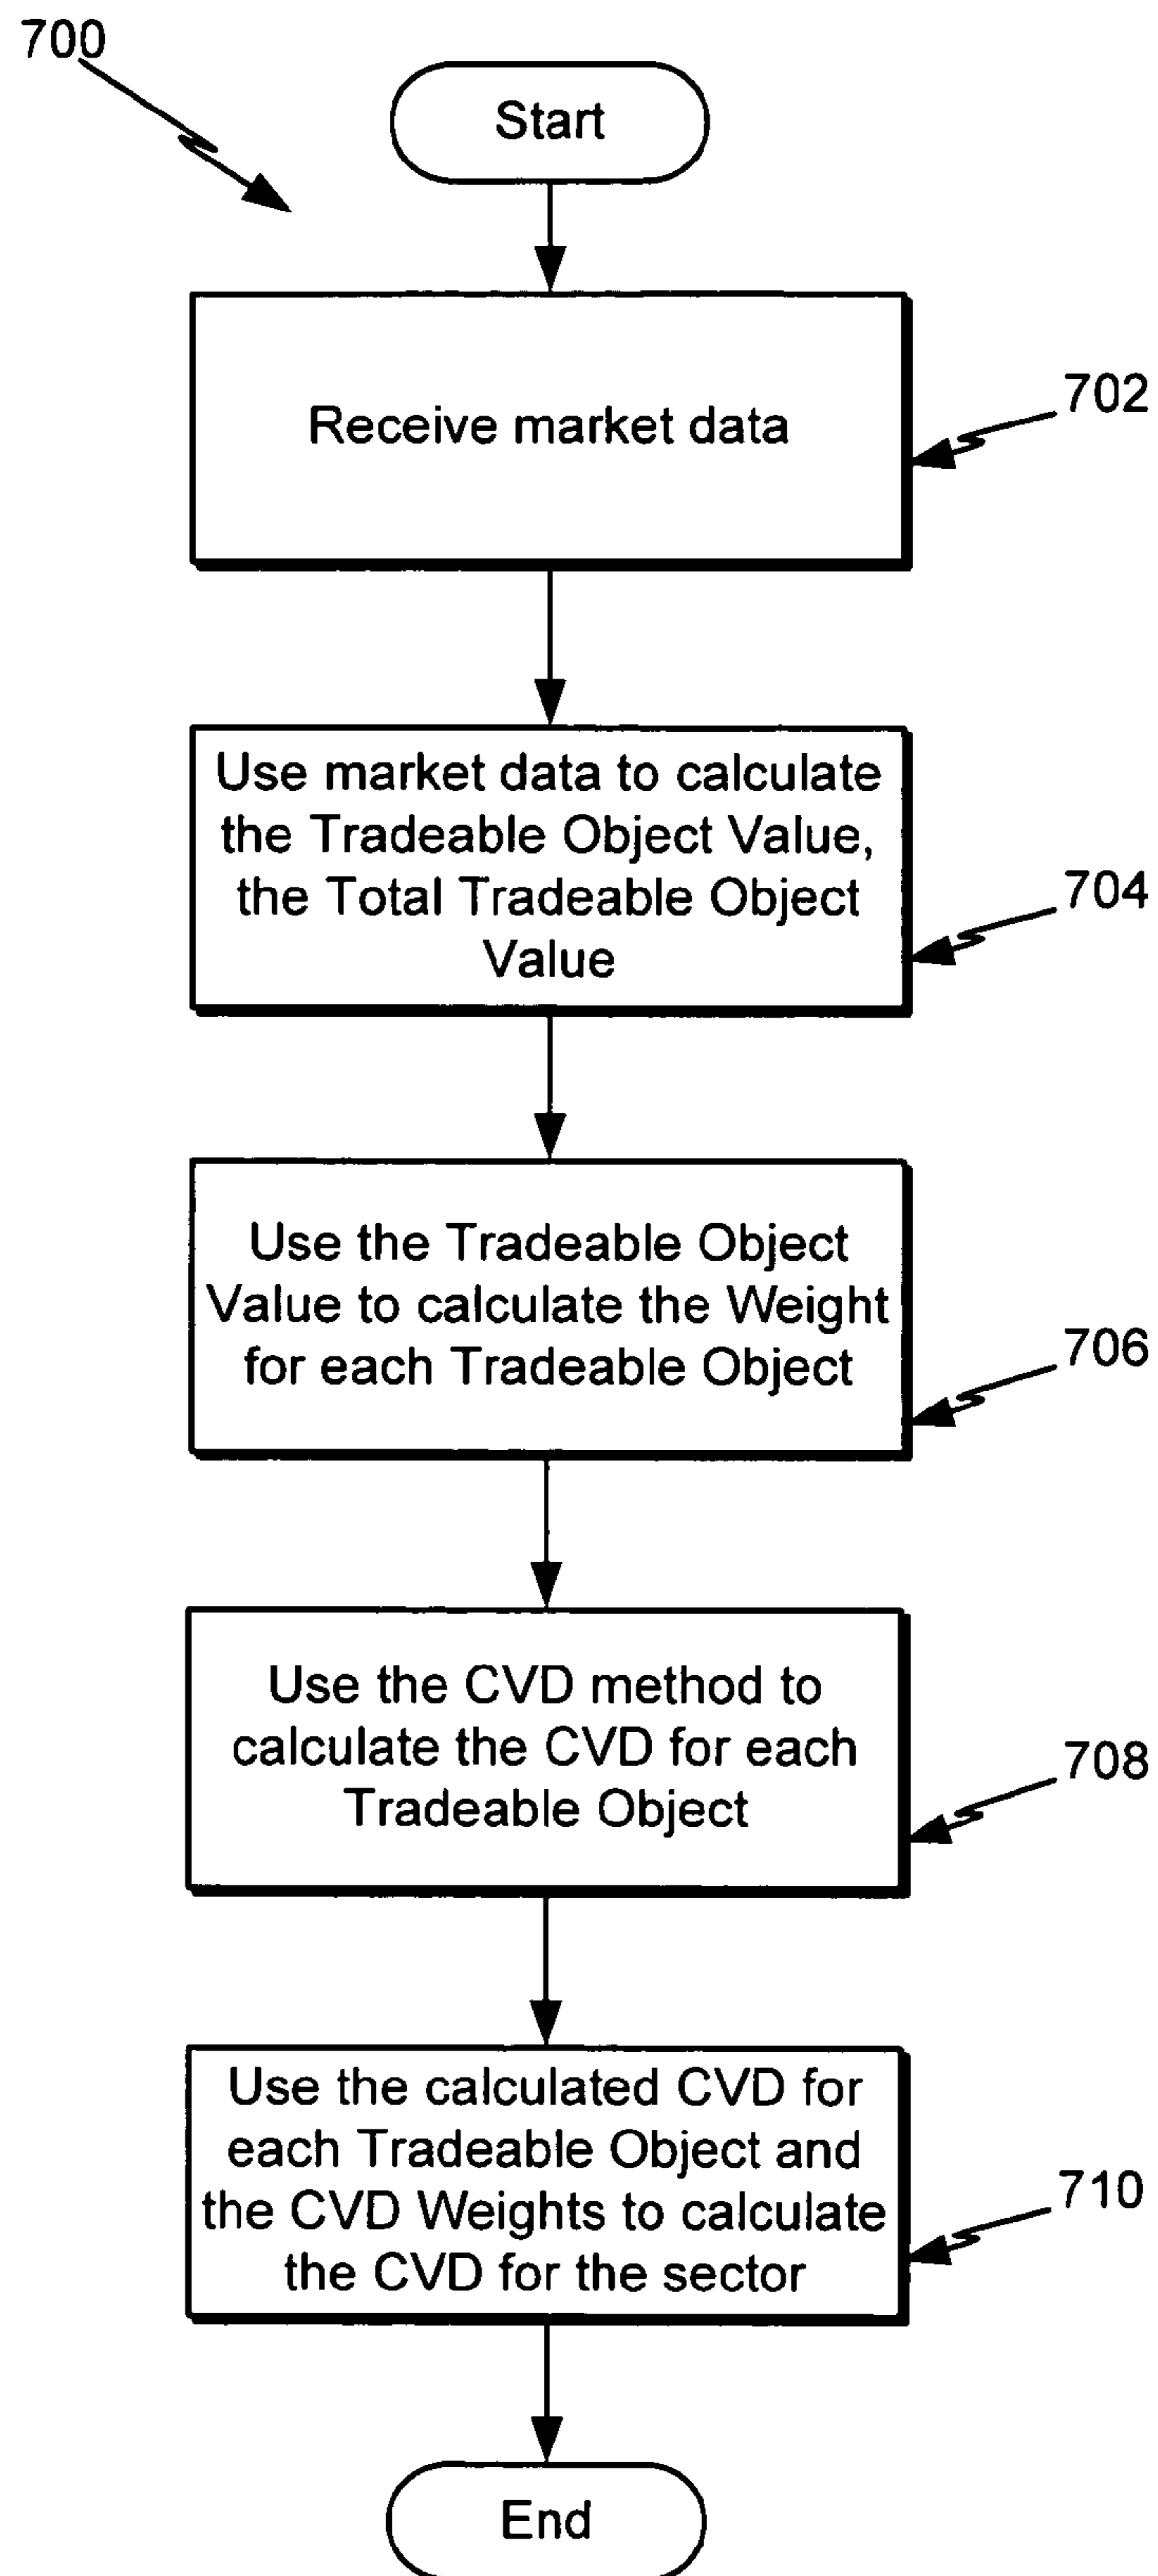 700
Start
Receive market data
702
Use market data to calculate
the Tradeable Object Value,
the Total Tradeable Object
Value
704
Use the Tradeable Object
Value to calculate the Weight
for each Tradeable Object
706
Use the CVD method to
calculate the CVD for each
Tradeable Object
708
Use the calculated CVD for
each Tradeable Object and
the CVD Weights to calculate
the CVD for the sector
710
End